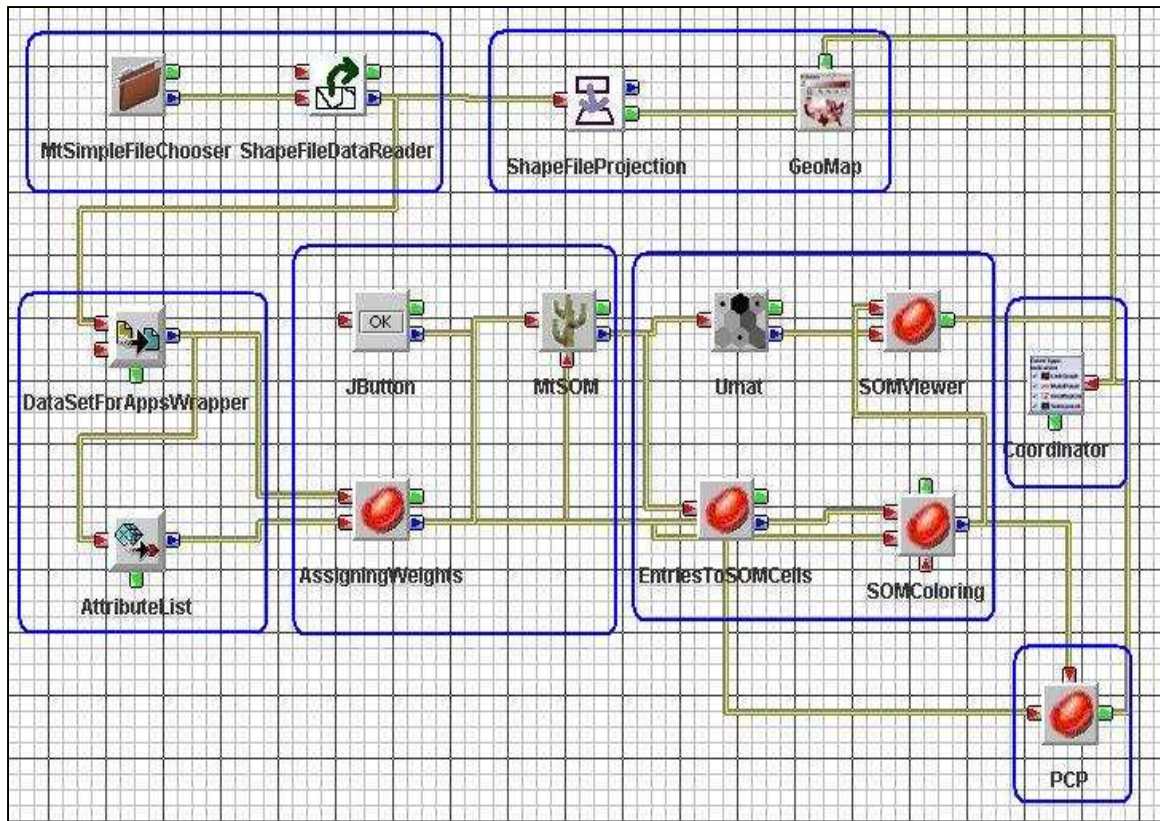 MtSimpleFileChooser ShapeFileDataReader
ShapeFileProjection
GeoMap
DataSetForAppsWrapper
AttributeList
OK
JButton
MtSOM
AssigningWeights
Umat
SOMViewer
EntriesToSOMCells
SOMColoring
Coordinator
PCP